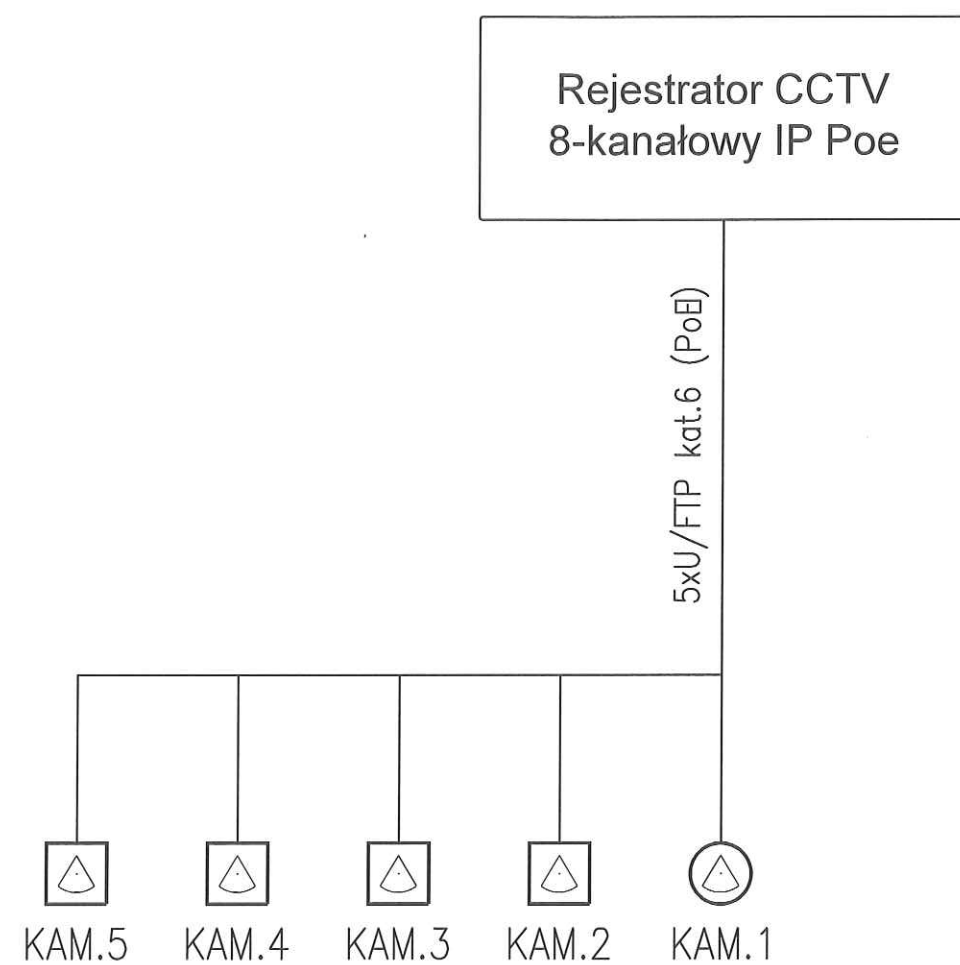 Rejestrator CCTV
8-kanałowy IP Poe
5xU/FTP kat.6 (PoE)
KAM.5 KAM.4 KAM.3 KAM.2 KAM.1